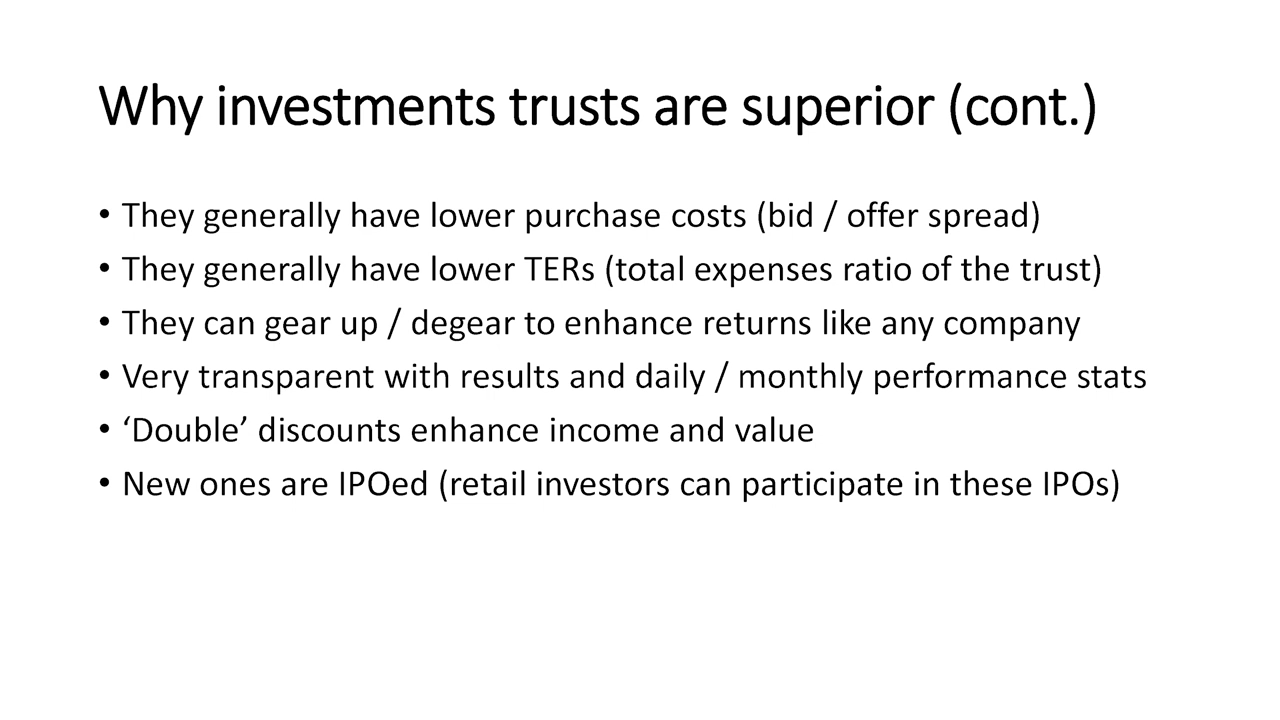 Why investments trusts are superior (cont.)
• They generally have lower purchase costs (bid / offer spread)
• They generally have lower TERs (total expenses ratio of the trust)
• They can gear up / degear to enhance returns like any company
• Very transparent with results and daily / monthly performance stats
• ‘Double’ discounts enhance income and value
• New ones are IPOed (retail investors can participate in these IPOs)